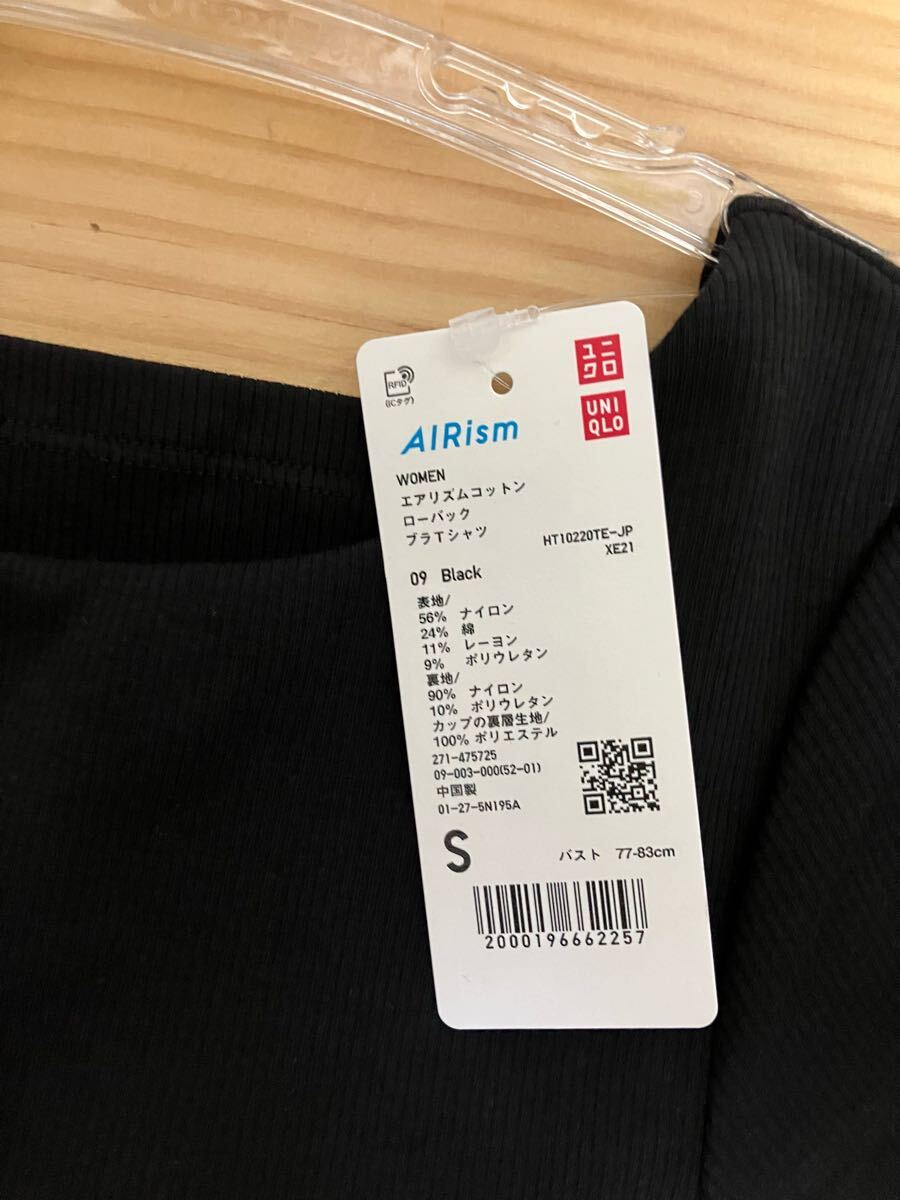 RFID
(ICタグ)
ユニ
クロ
UNI
QLO
AIRism
WOMEN
エアリズムコットン
ローバック
ブラTシャツ
HT10220TE-JP
XE21
09 Black
表地/
56% ナイロン
24% 綿
11% レーヨン
9% ポリウレタン
裏地/
90% ナイロン
10% ポリウレタン
カップの裏層生地/
100% ポリエステル
271-475725
09-003-000(52-01)
中国製
01-27-5N195A
S
バスト 77-83cm
2000196662257